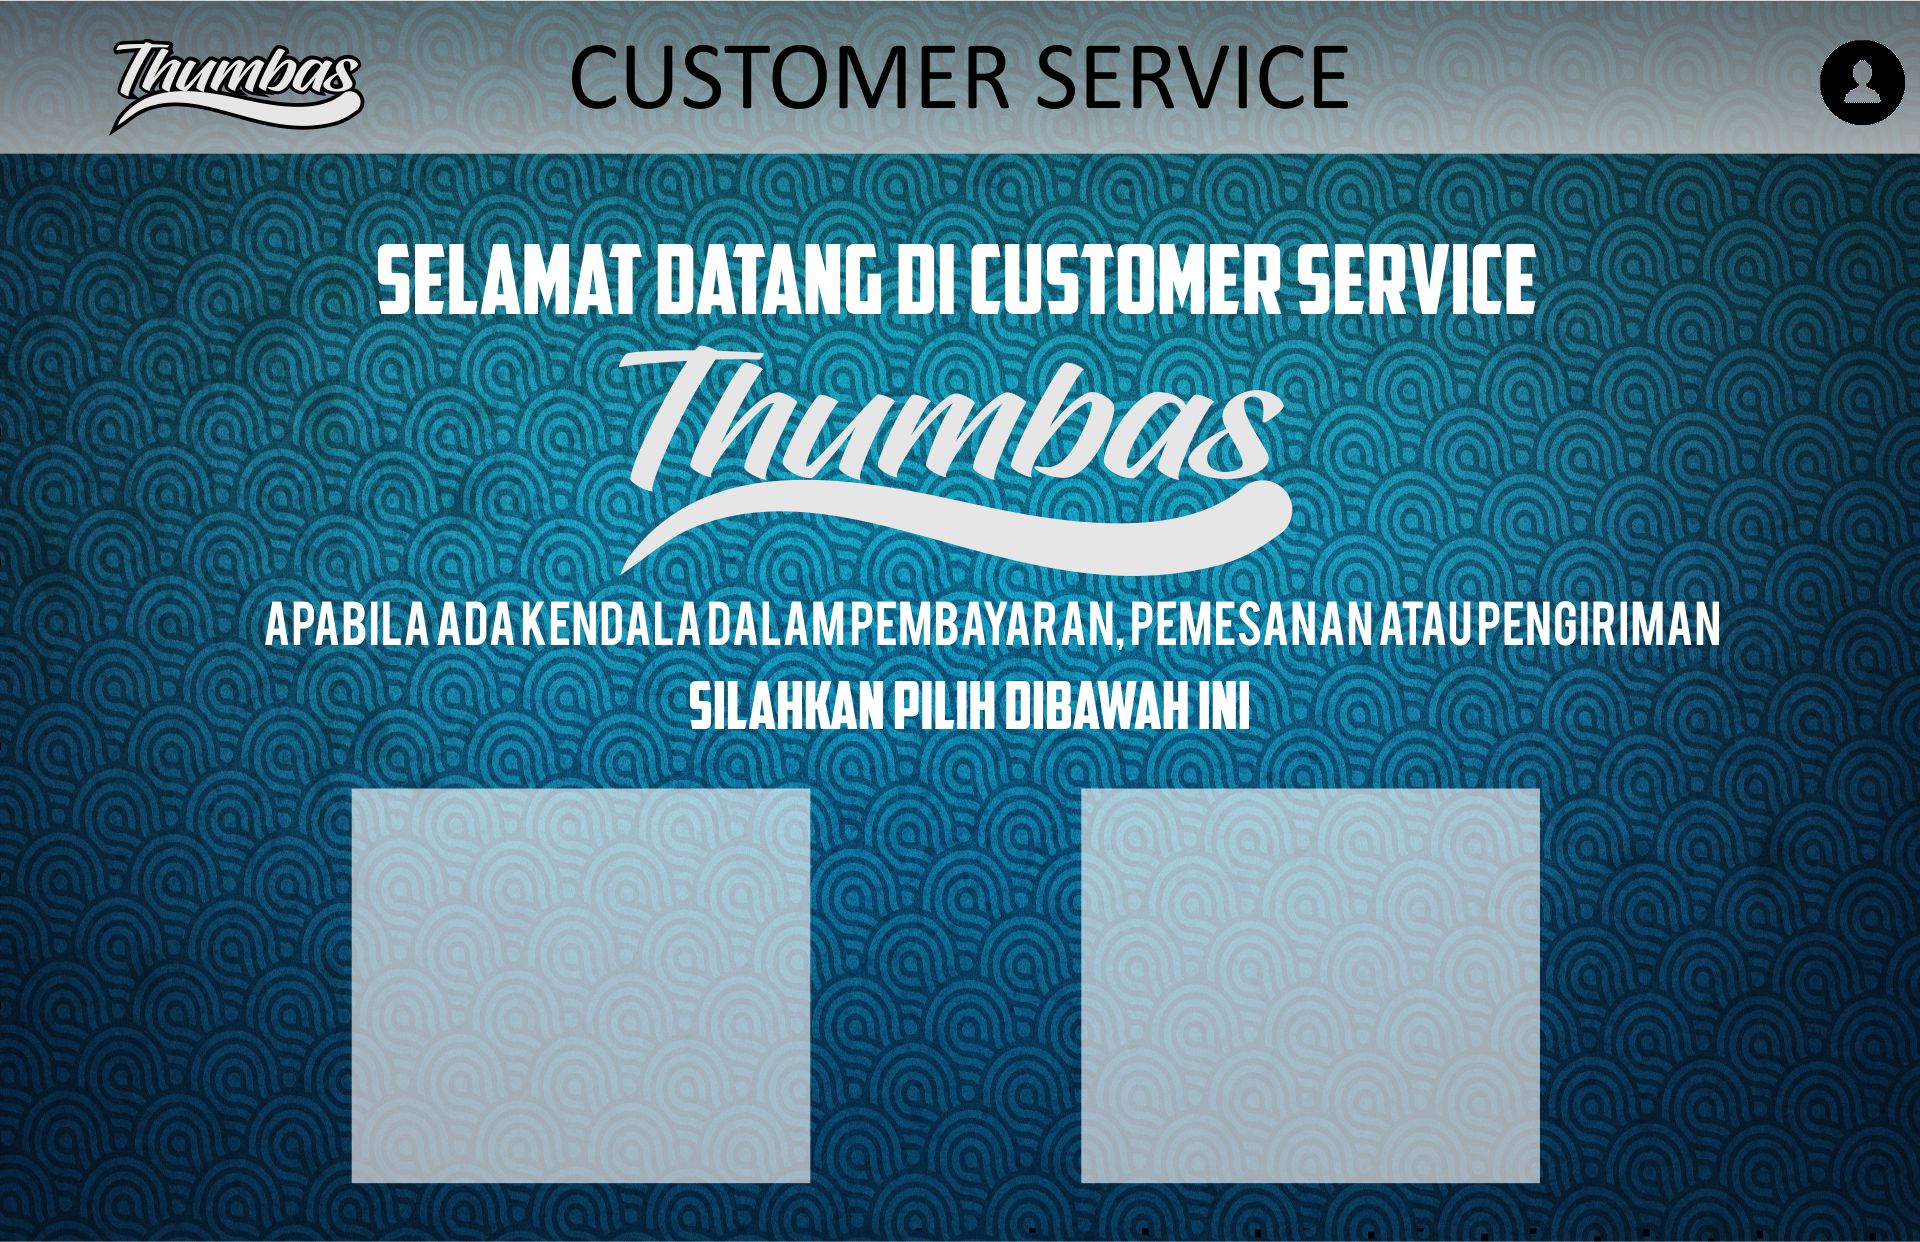 Thumbas
CUSTOMER SERVICE
SELAMAT DATANG DI CUSTOMER SERVICE
Thumbas
APABILA ADA KENDALA DALAM PEMBAYARAN, PEMESANAN ATAU PENGIRIMAN
SILAHKAN PILIH DIBAWAH INI